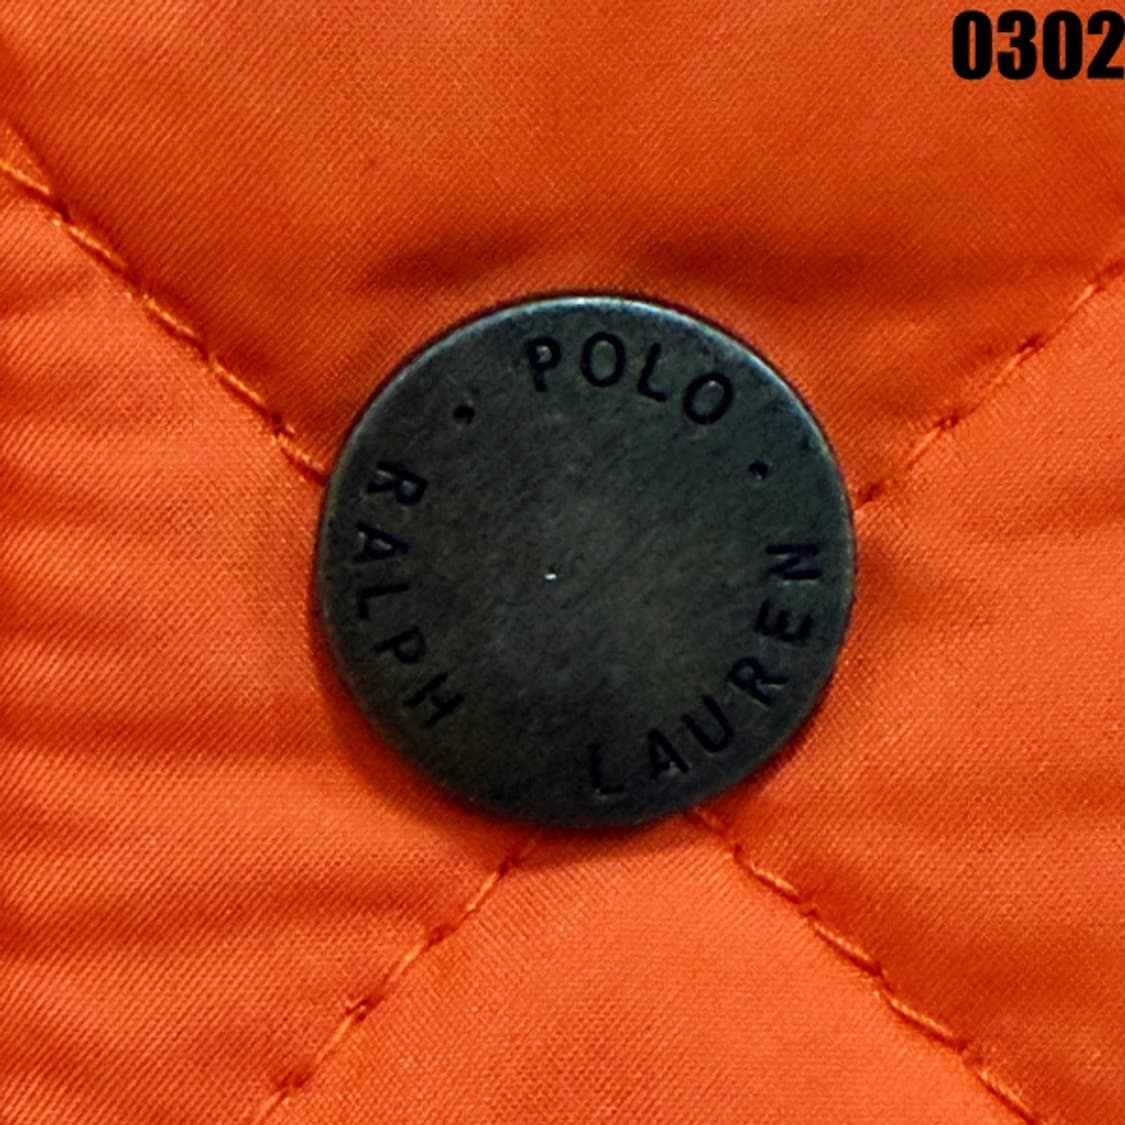 0302
· POLO ·
RALPH LAUREN